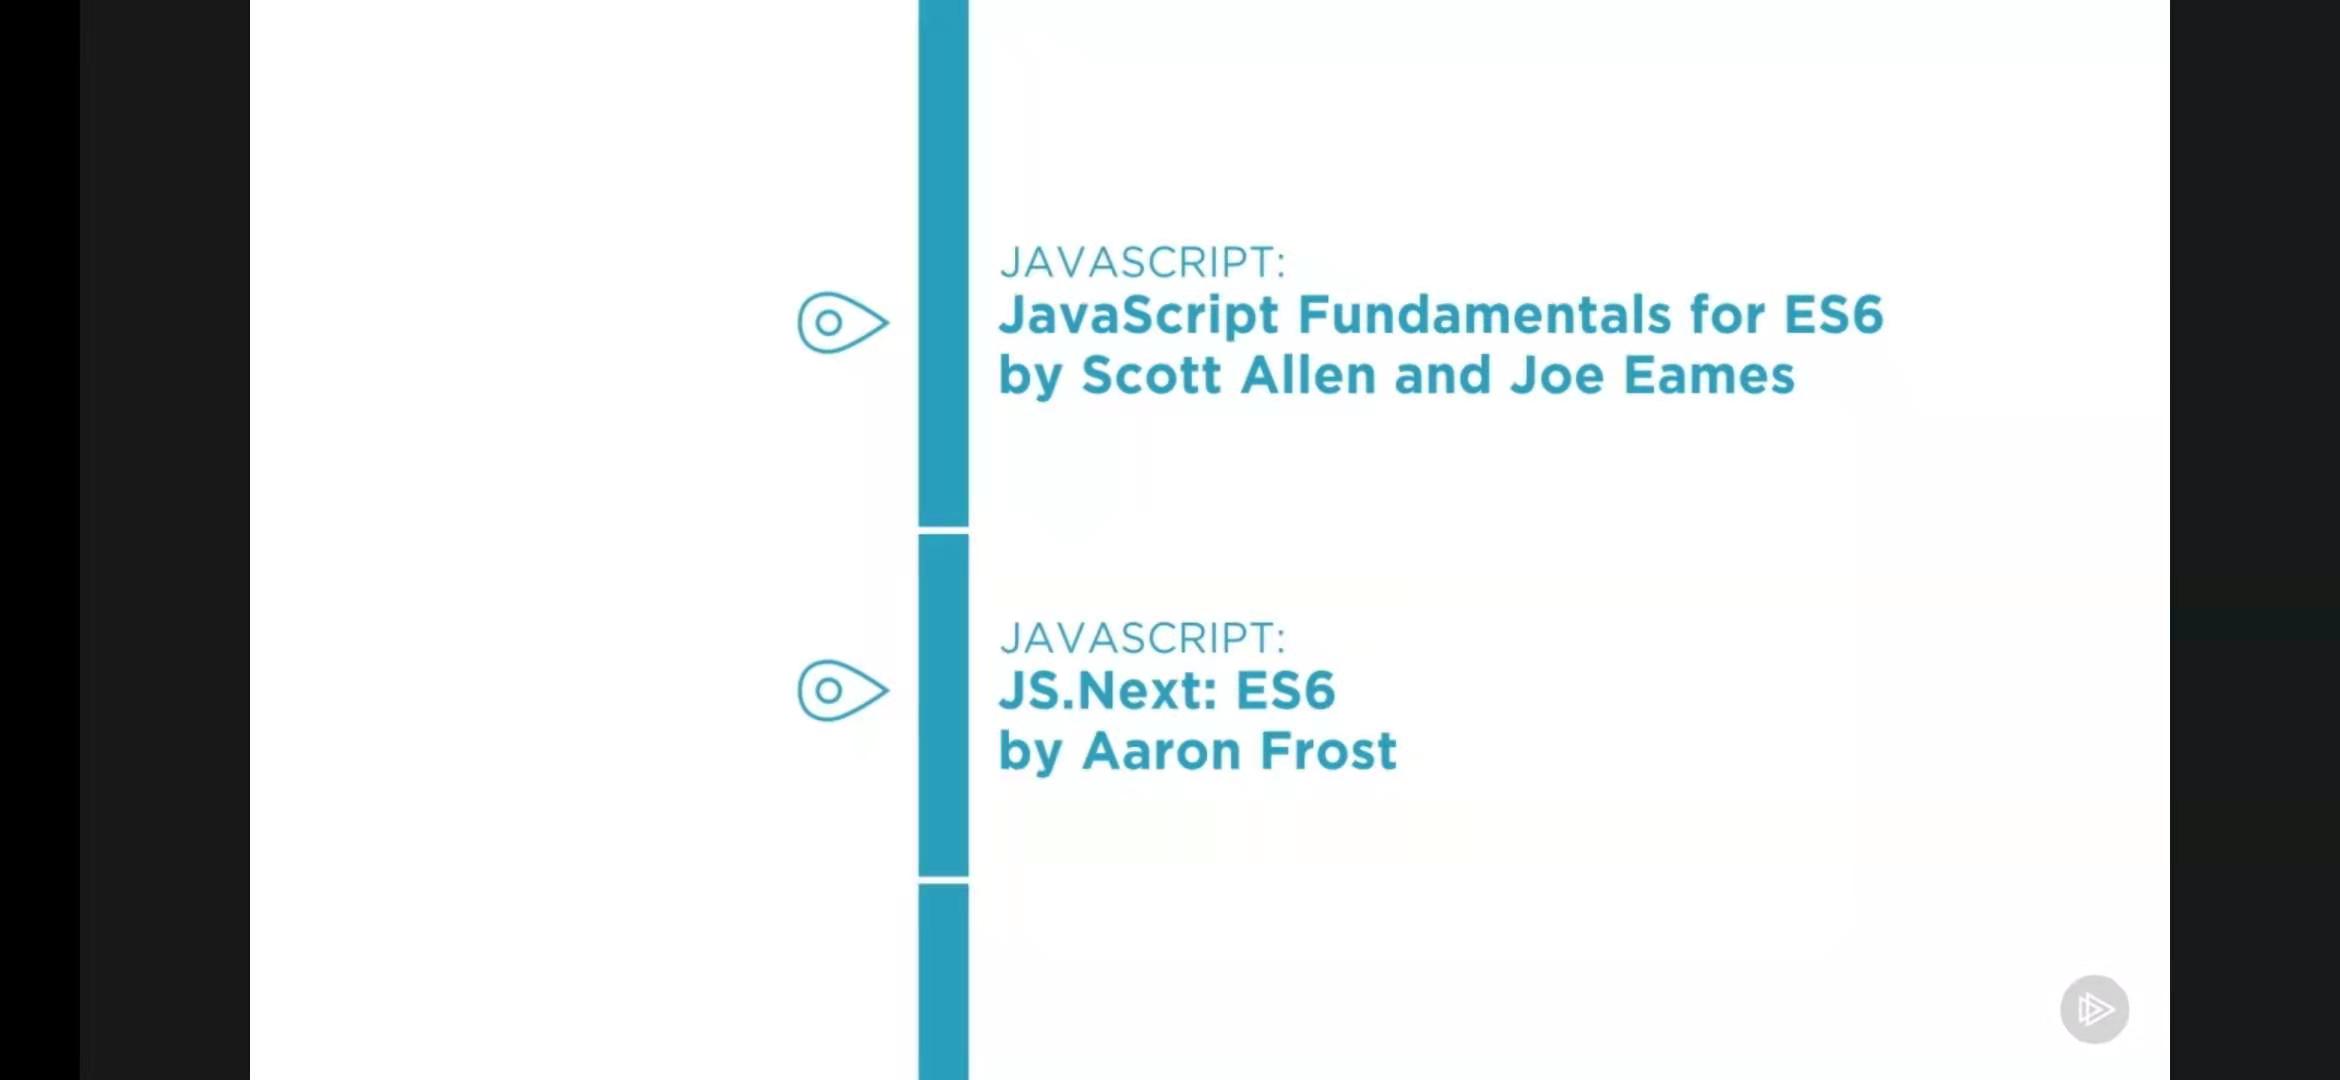 JAVASCRIPT:
JavaScript Fundamentals for ES6
by Scott Allen and Joe Eames
JAVASCRIPT:
JS.Next: ES6
by Aaron Frost